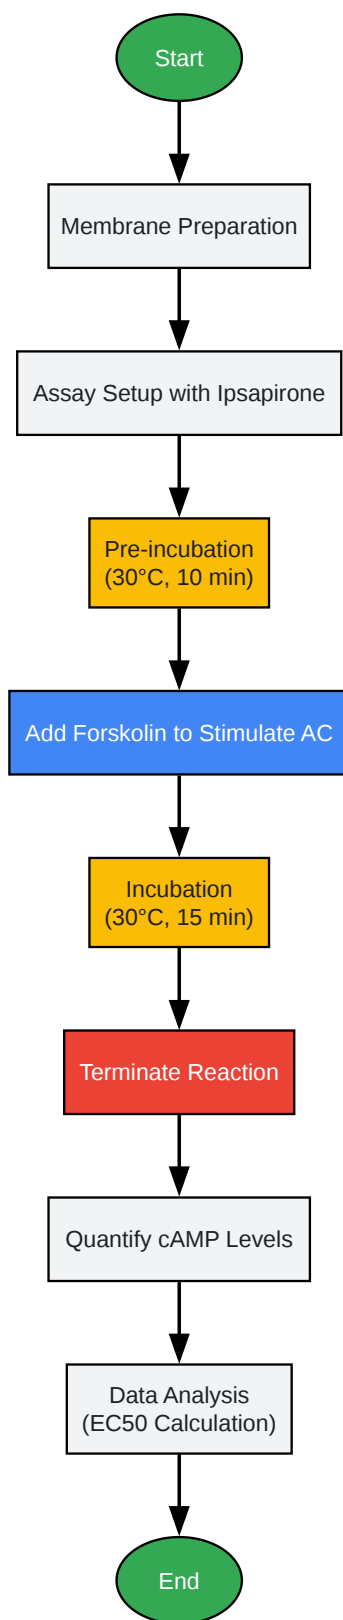 Start
Membrane Preparation
Assay Setup with Ipsapirone
Pre-incubation
(30°C, 10 min)
Add Forskolin to Stimulate AC
Incubation
(30°C, 15 min)
Terminate Reaction
Quantify cAMP Levels
Data Analysis
(EC50 Calculation)
End